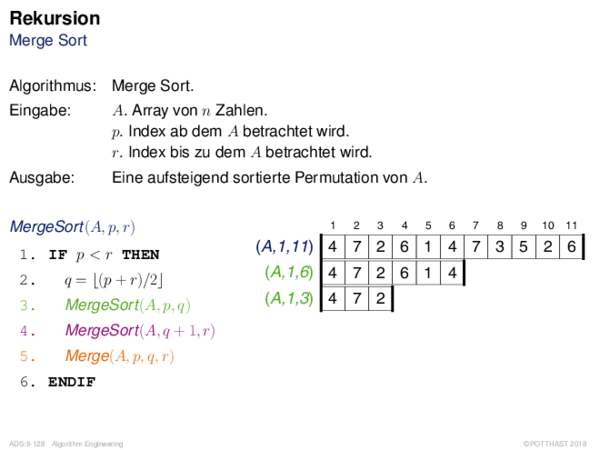 Rekursion
Merge Sort
Algorithmus: Merge Sort.
Eingabe: A. Array von n Zahlen.
p. Index ab dem A betrachtet wird.
r. Index bis zu dem A betrachtet wird.
Ausgabe: Eine aufsteigend sortierte Permutation von A.
MergeSort(A, p, r)
1. IF p < r THEN
2. q = ⌊(p + r)/2⌋
3. MergeSort(A, p, q)
4. MergeSort(A, q + 1, r)
5. Merge(A, p, q, r)
6. ENDIF
1 2 3 4 5 6 7 8 9 10 11
(A,1,11) 4 7 2 6 1 4 7 3 5 2 6
(A,1,6) 4 7 2 6 1 4
(A,1,3) 4 7 2
ADS:9-128 Algorithm Engineering
© POTTHAST 2018